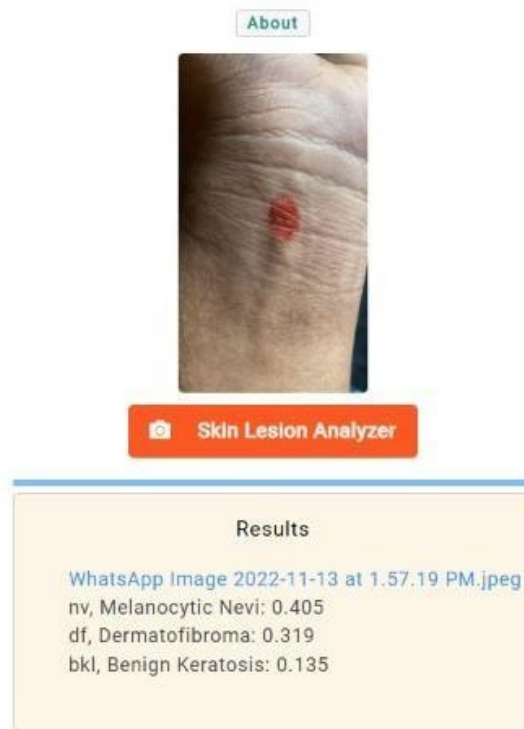 About
Skin Lesion Analyzer
Results
WhatsApp Image 2022-11-13 at 1.57.19 PM.jpeg
nv, Melanocytic Nevi: 0.405
df, Dermatofibroma: 0.319
bkl, Benign Keratosis: 0.135